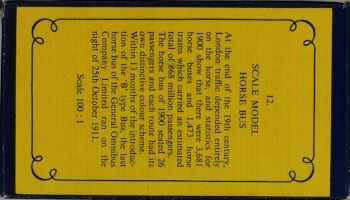 12.
SCALE MODEL
HORSE BUS
At the end of the 19th century,
London traffic depended entirely
on the horse, and statistics for
1900 show that there were 3,681
horse buses and 1,473 horse
trams which carried an estimated
total of 868 million passengers.
The horse bus of 1900 seated 26
passengers and each route had its
own distinctive colour scheme.
Within 13 months of the introduc-
tion of the "B" type Bus, the last
horse bus of the General Omnibus
Company Limited ran on the
night of 25th October 1911.
Scale 100 : 1